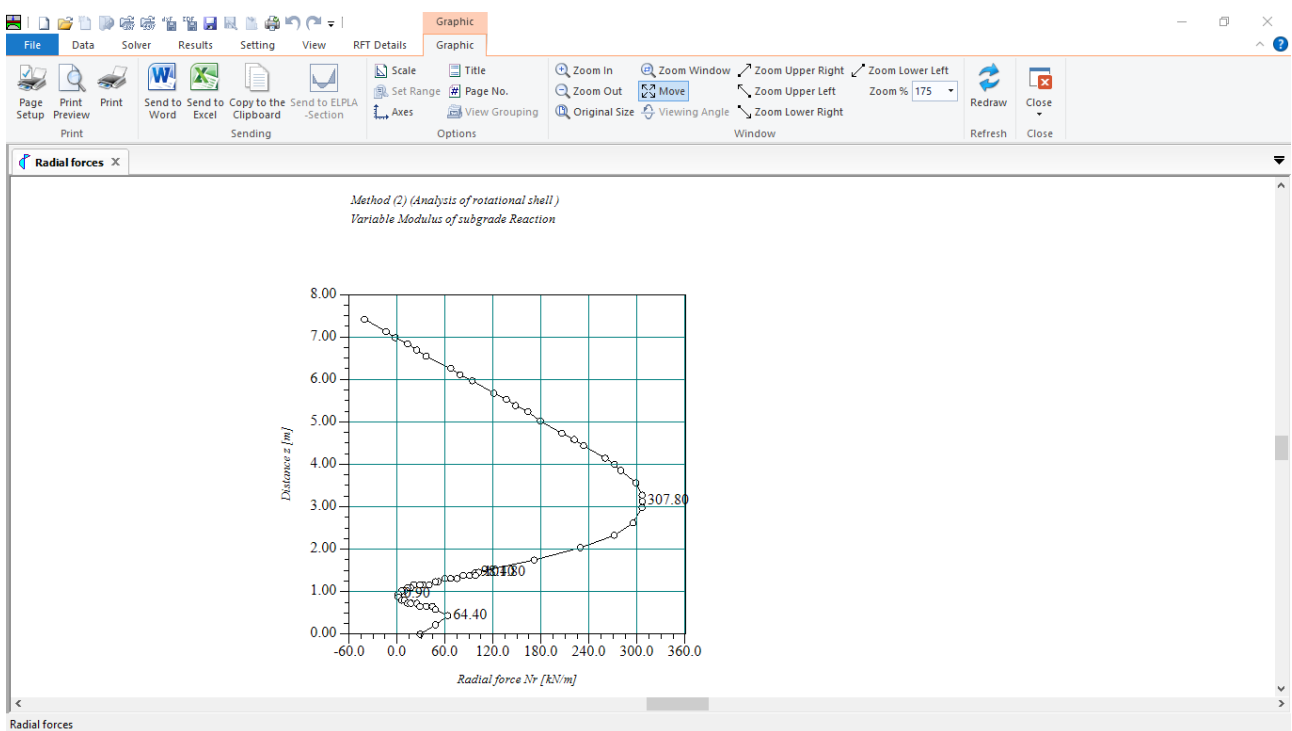 Graphic
File Data Solver Results Setting View RFT Details Graphic
Page Setup
Print Preview
Print
Print
Send to Word
Send to Excel
Copy to the Clipboard
Send to ELPLA -Section
Sending
Scale
Set Range
Axes
Title
Page No.
View Grouping
Options
Zoom In
Zoom Out
Original Size
Zoom Window
Move
Viewing Angle
Zoom Upper Right
Zoom Upper Left
Zoom Lower Right
Zoom Lower Left
Zoom % 175
Window
Redraw
Refresh
Close
Close
Radial forces X
Method (2) (Analysis of rotational shell )
Variable Modulus of subgrade Reaction
8.00
7.00
6.00
5.00
4.00
Distance z [m]
3.00
307.80
2.00
1.00
0.90
64.40
0.00
-60.0 0.0 60.0 120.0 180.0 240.0 300.0 360.0
Radial force Nr [kN/m]
Radial forces